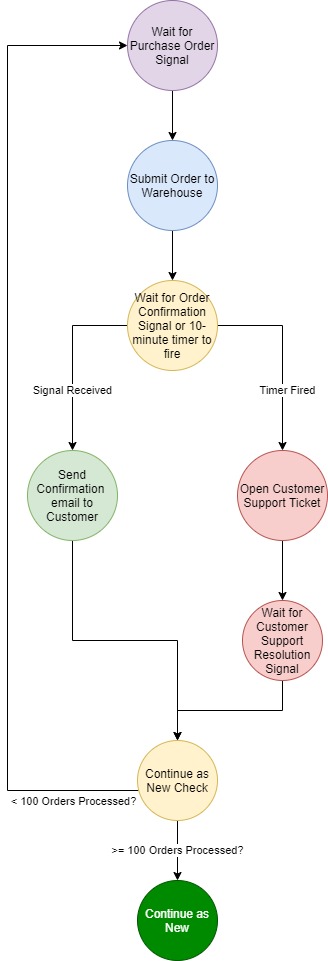 Wait for
Purchase Order
Signal
Submit Order to
Warehouse
Wait for Order
Confirmation
Signal or 10-
minute timer to
fire
Signal Received
Timer Fired
Send
Confirmation
email to
Customer
Open Customer
Support Ticket
Wait for
Customer
Support
Resolution
Signal
Continue as
New Check
< 100 Orders Processed?
>= 100 Orders Processed?
Continue as
New